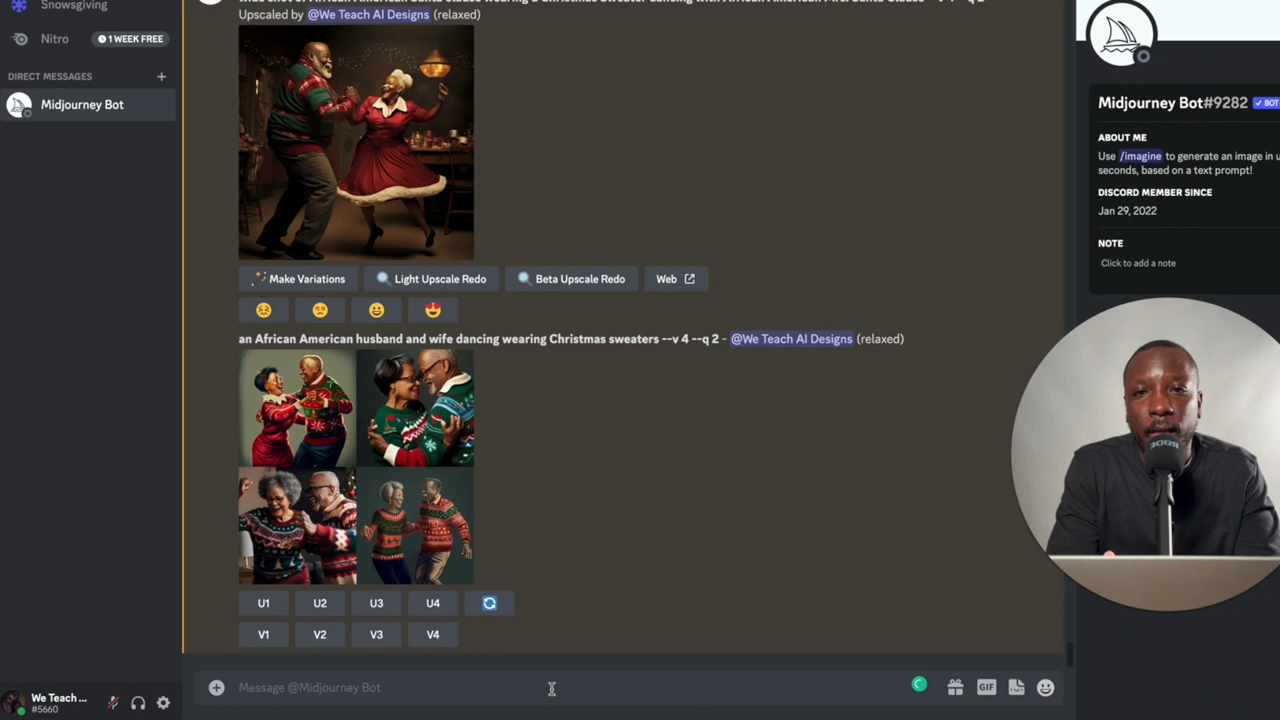 Snowsgiving
Upscaled by @We Teach AI Designs (relaxed)
Nitro 1 WEEK FREE
DIRECT MESSAGES
Midjourney Bot
Make Variations Light Upscale Redo Beta Upscale Redo Web
an African American husband and wife dancing wearing Christmas sweaters --v 4 --q 2 - @We Teach AI Designs (relaxed)
U1 U2 U3 U4
V1 V2 V3 V4
Message @Midjourney Bot
GIF
We Teach ...
#5660
Midjourney Bot#9282 ✓ BOT
ABOUT ME
Use /imagine to generate an image in
seconds, based on a text prompt!
DISCORD MEMBER SINCE
Jan 29, 2022
NOTE
Click to add a note
RODE